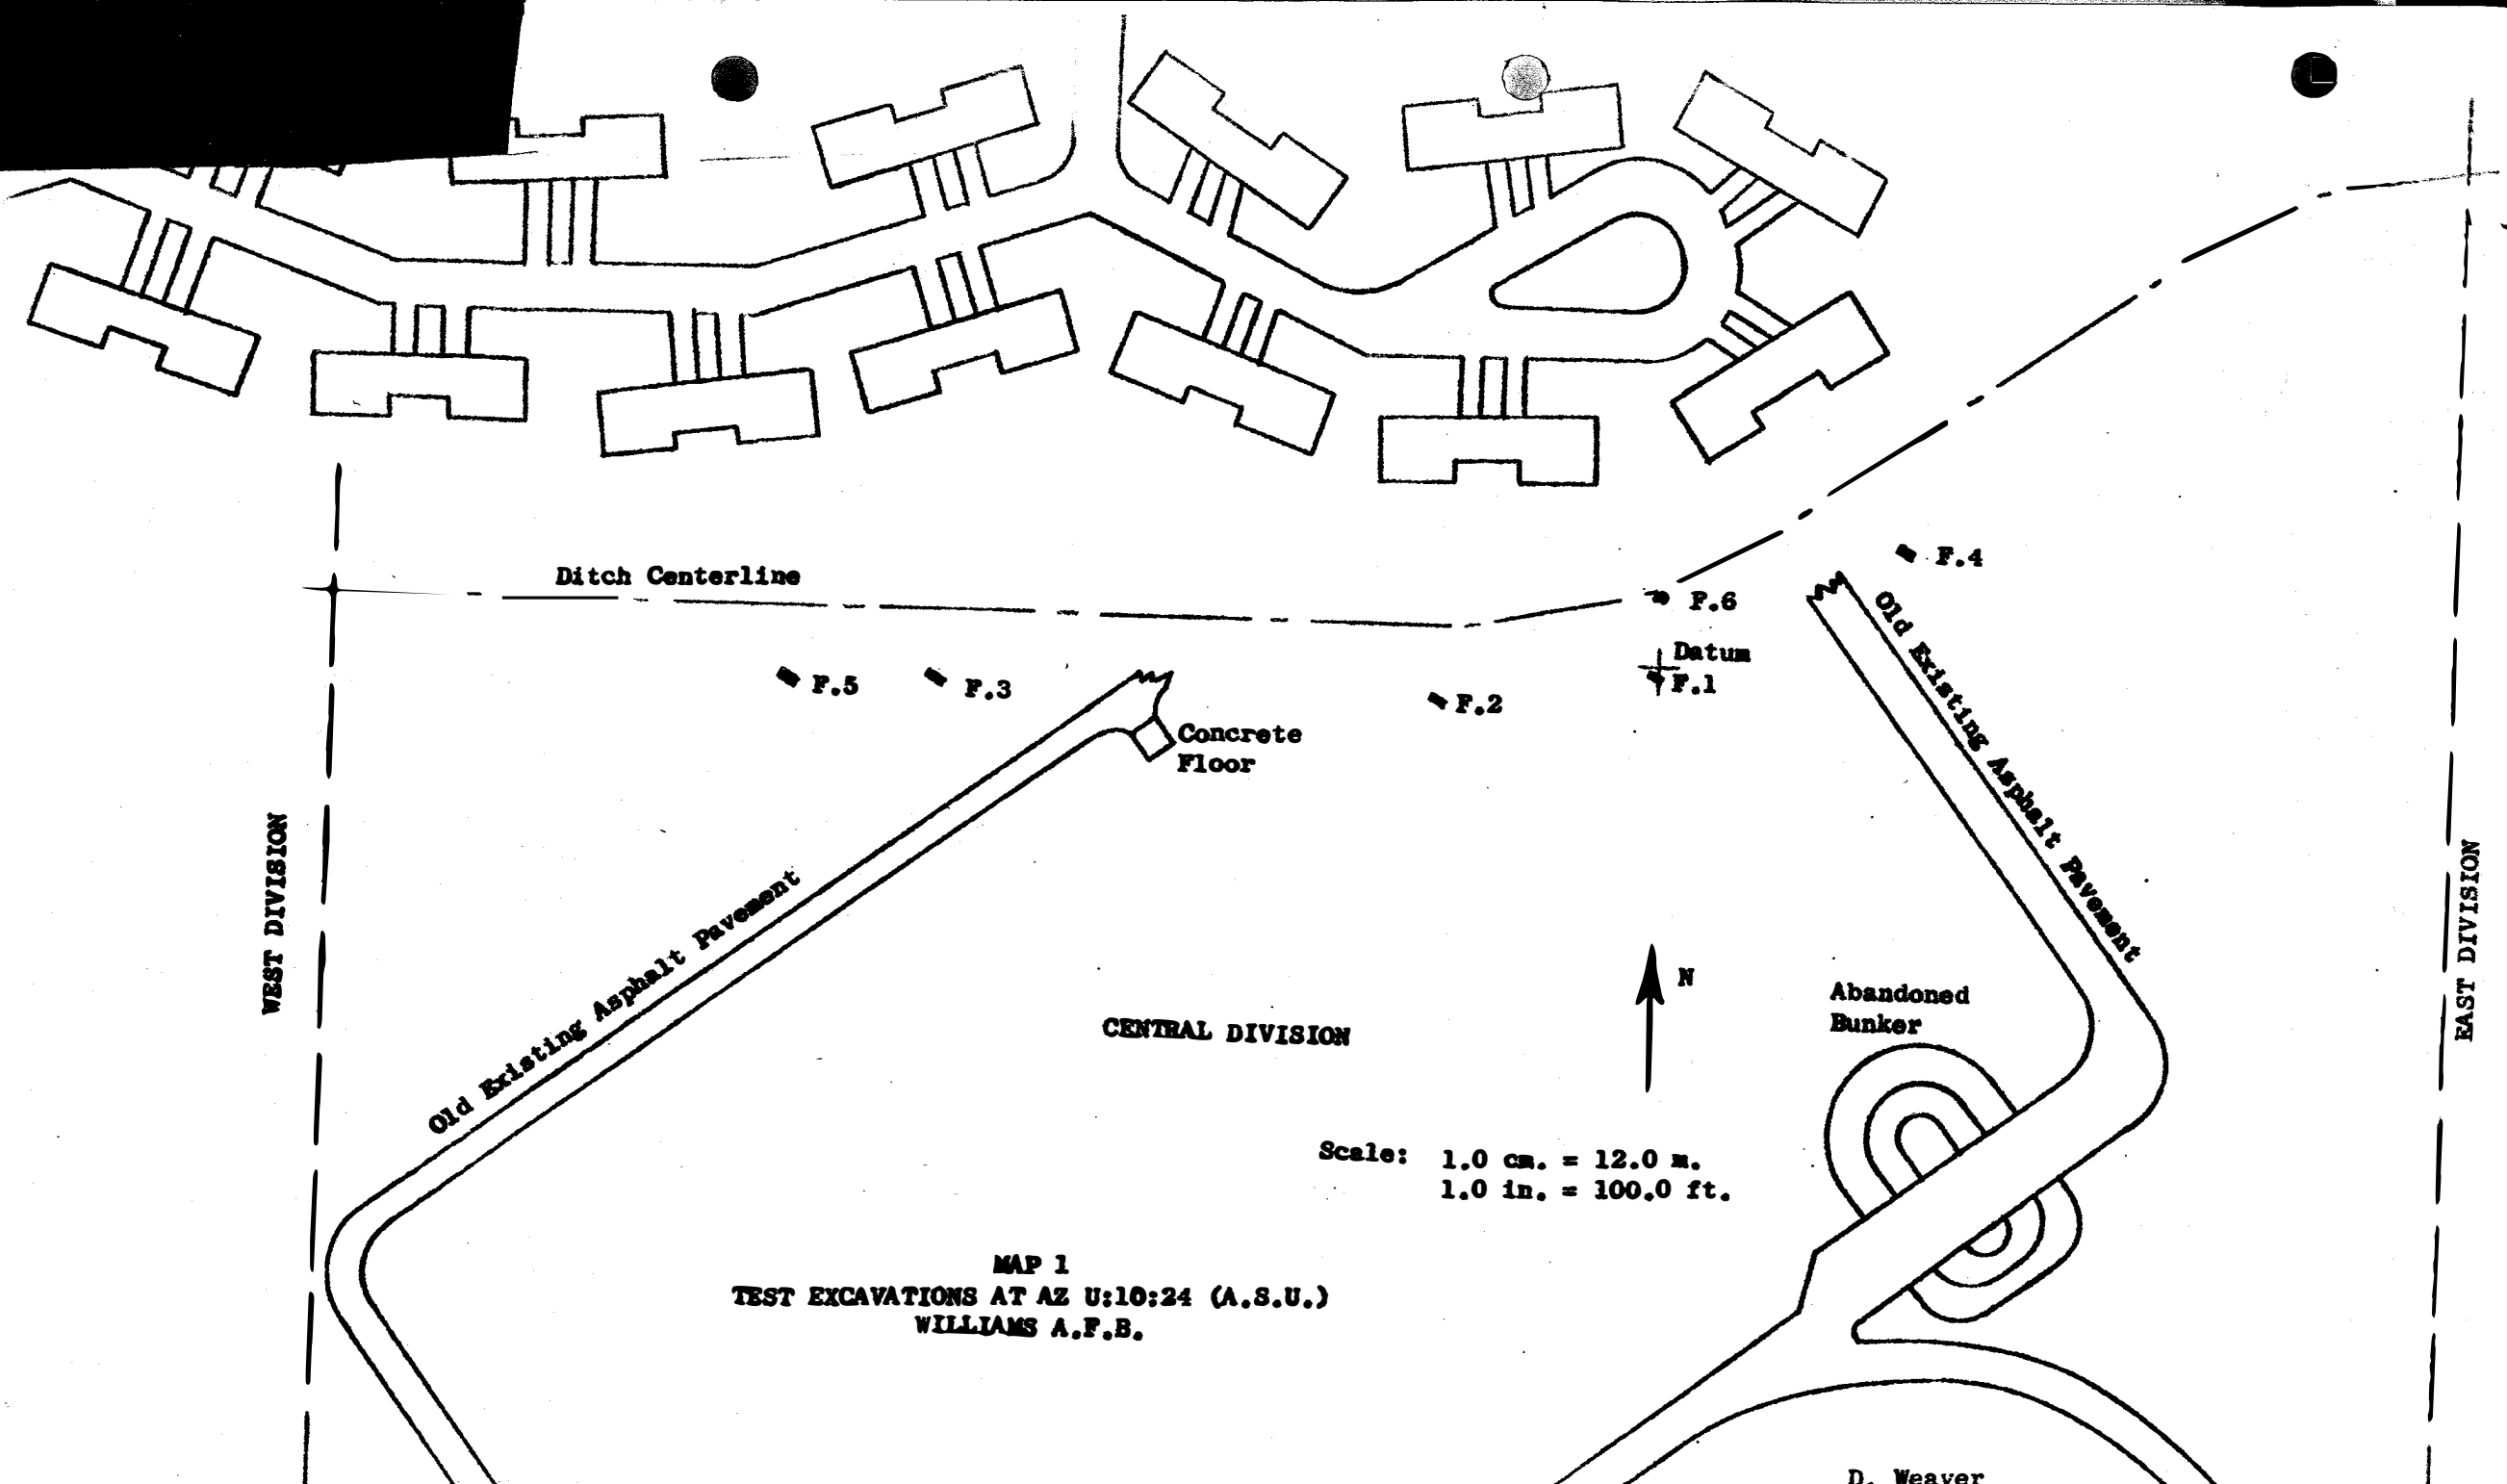 Ditch Centerline
F.4
F.6
Datum
F.1
F.5
F.3
F.2
Concrete
Floor
Old Existing Asphalt Pavement
Old Existing Asphalt Pavement
WEST DIVISION
EAST DIVISION
N
Abandoned
Bunker
CENTRAL DIVISION
Scale: 1.0 cm. = 12.0 m.
1.0 in. = 100.0 ft.
MAP 1
TEST EXCAVATIONS AT AZ U:10:24 (A.S.U.)
WILLIAMS A.F.B.
D. Weaver